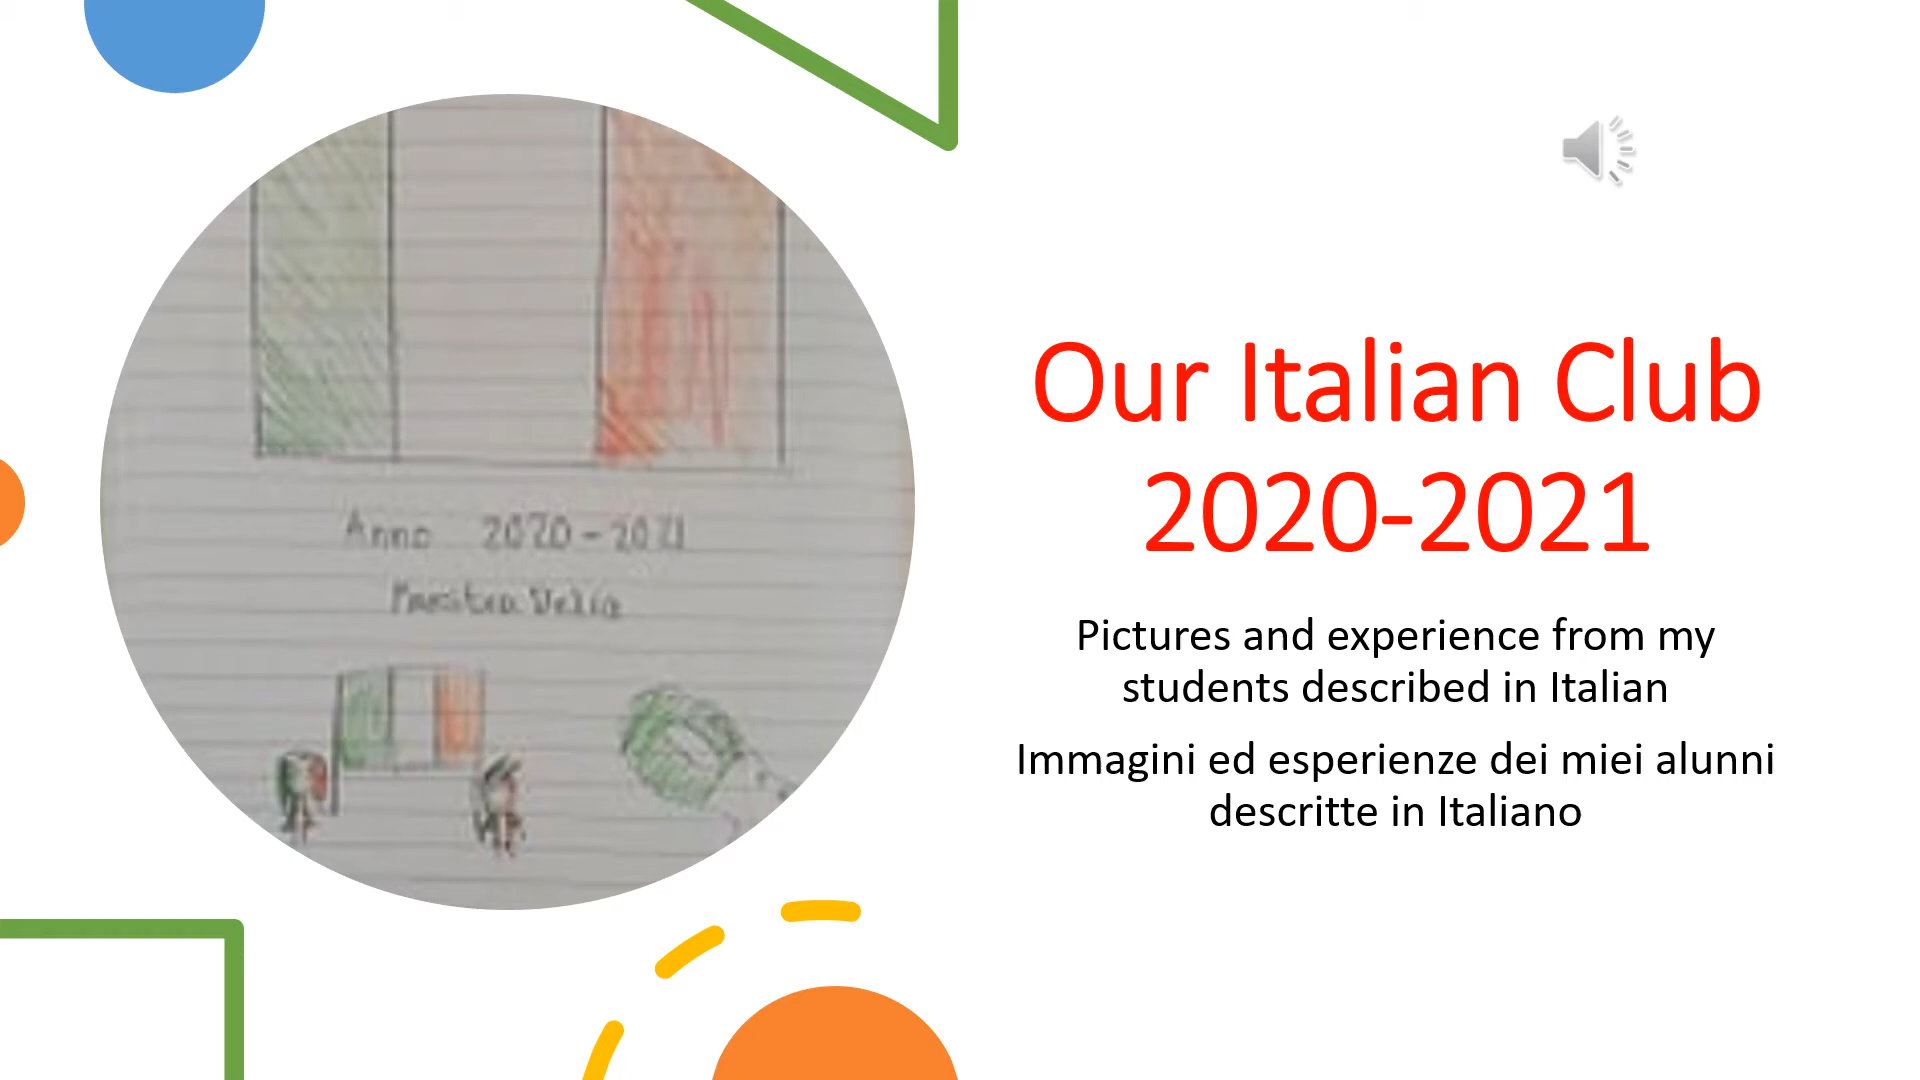 Our Italian Club
2020-2021
Pictures and experience from my
students described in Italian
Immagini ed esperienze dei miei alunni
descritte in Italiano
Anno 2020-2021